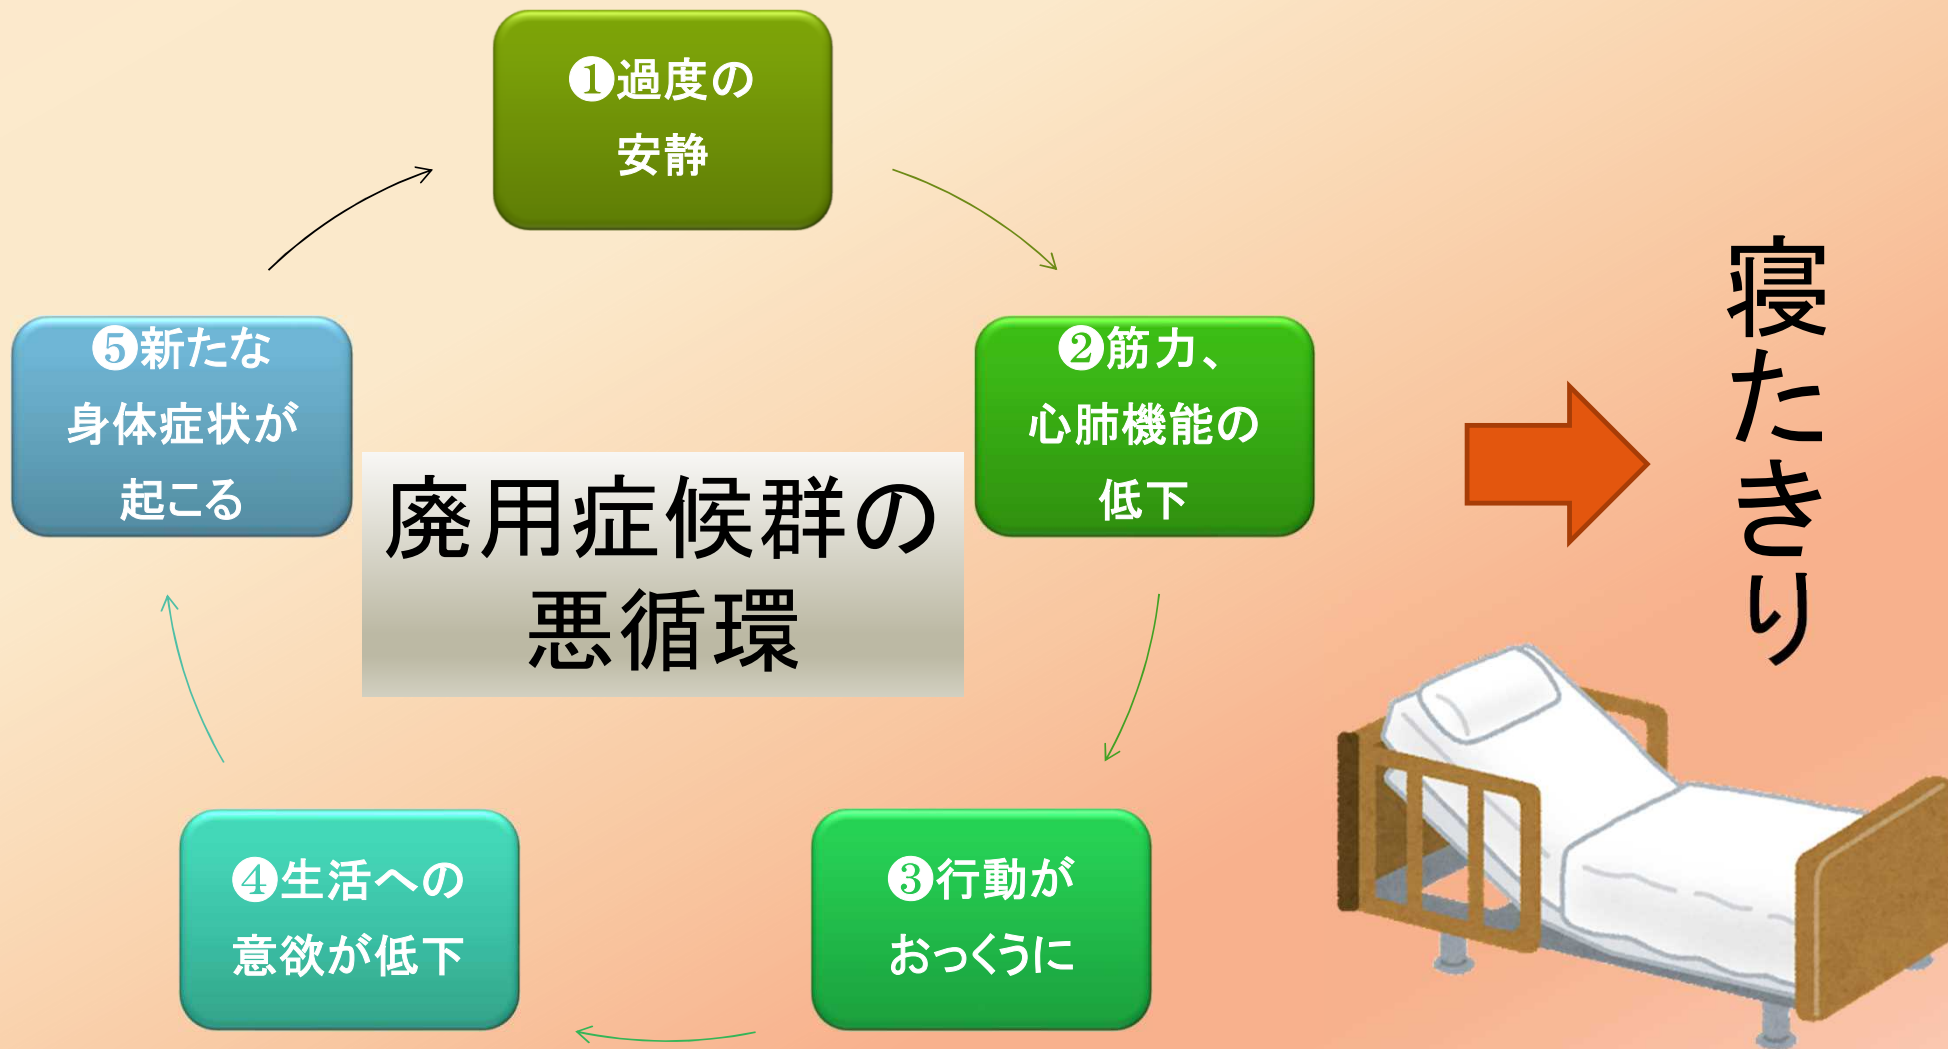 ❶過度の
安静
❷筋力、
心肺機能の
低下
❸行動が
おっくうに
❹生活への
意欲が低下
❺新たな
身体症状が
起こる
廃用症候群の
悪循環
寝たきり